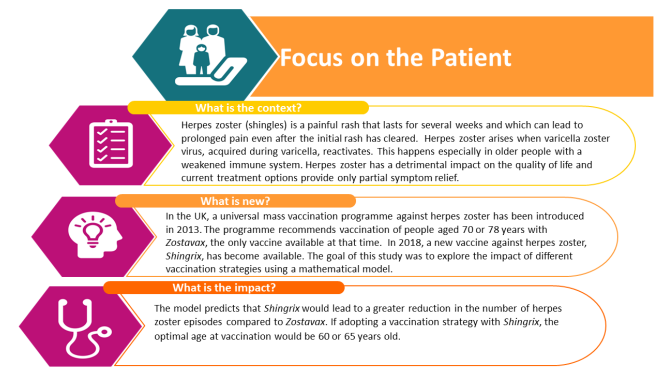 Focus on the Patient
What is the context?
Herpes zoster (shingles) is a painful rash that lasts for several weeks and which can lead to
prolonged pain even after the initial rash has cleared. Herpes zoster arises when varicella zoster
virus, acquired during varicella, reactivates. This happens especially in older people with a
weakened immune system. Herpes zoster has a detrimental impact on the quality of life and
current treatment options provide only partial symptom relief.
What is new?
In the UK, a universal mass vaccination programme against herpes zoster has been introduced
in 2013. The programme recommends vaccination of people aged 70 or 78 years with
Zostavax, the only vaccine available at that time. In 2018, a new vaccine against herpes zoster,
Shingrix, has become available. The goal of this study was to explore the impact of different
vaccination strategies using a mathematical model.
What is the impact?
The model predicts that Shingrix would lead to a greater reduction in the number of herpes
zoster episodes compared to Zostavax. If adopting a vaccination strategy with Shingrix, the
optimal age at vaccination would be 60 or 65 years old.